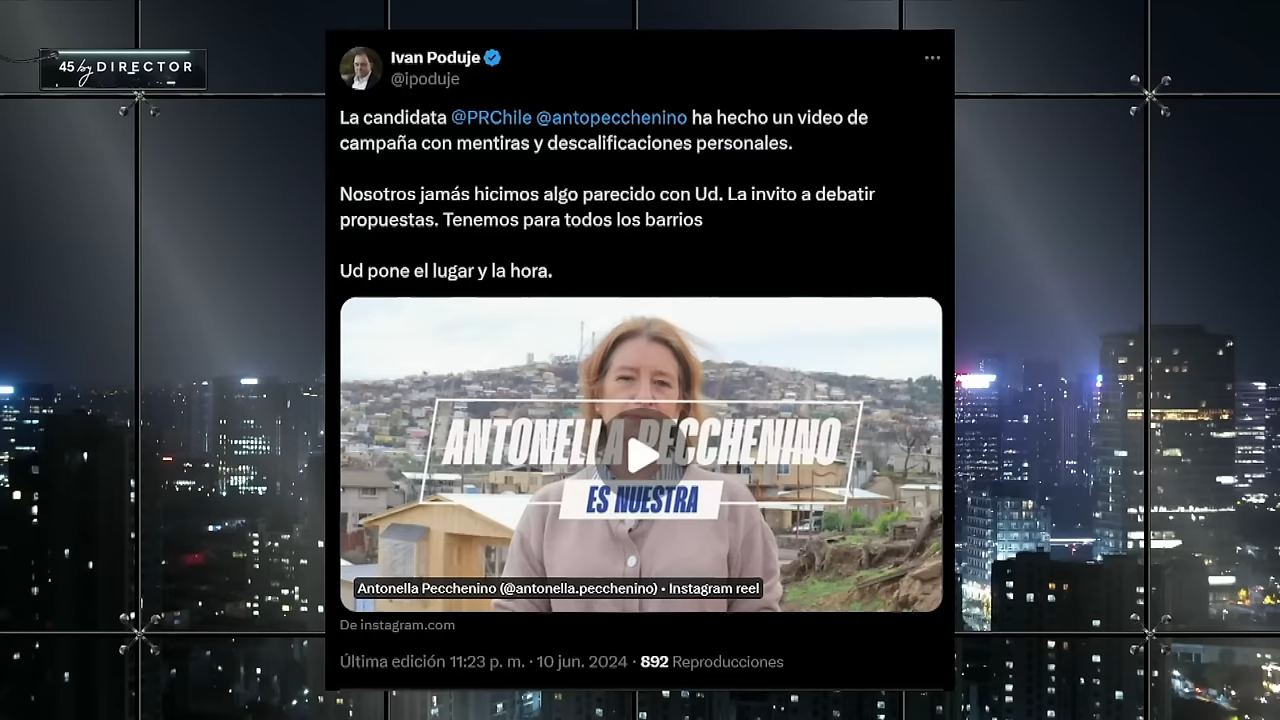 45 by DIRECTOR
Ivan Poduje
@ipoduje
La candidata @PRChile @antopecchenino ha hecho un video de
campaña con mentiras y descalificaciones personales.
Nosotros jamás hicimos algo parecido con Ud. La invito a debatir
propuestas. Tenemos para todos los barrios
Ud pone el lugar y la hora.
ANTONELLA PECCHENINO
ES NUESTRA
Antonella Pecchenino (@antonella.pecchenino) • Instagram reel
De instagram.com
Última edición 11:23 p. m. · 10 jun. 2024 · 892 Reproducciones